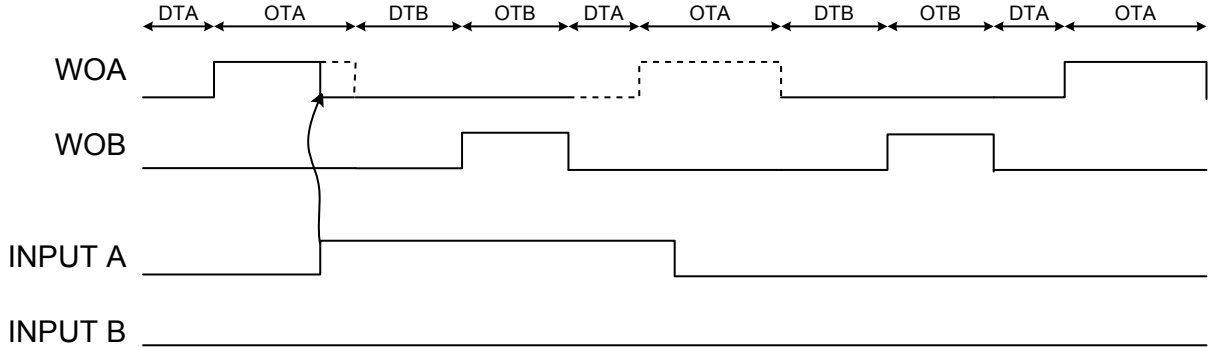 DTA OTA DTB OTB DTA OTA DTB OTB DTA OTA
WOA
WOB
INPUT A
INPUT B